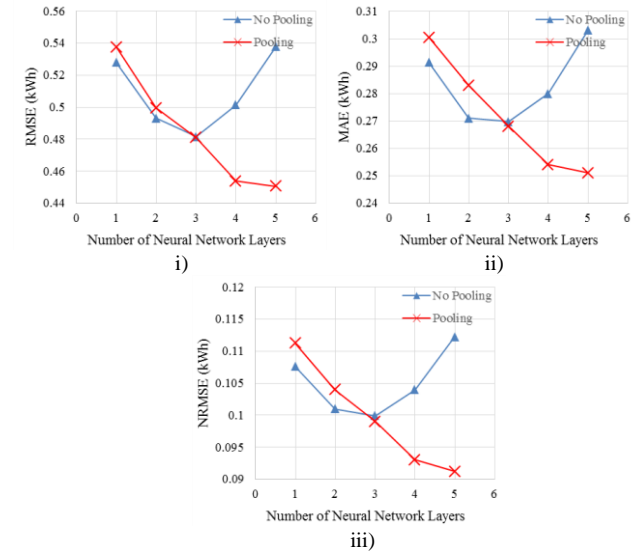 0.56
0.54
0.52
0.5
0.48
0.46
0.44
RMSE (kWh)
No Pooling
Pooling
0 1 2 3 4 5 6
Number of Neural Network Layers
i)
0.31
0.3
0.29
0.28
0.27
0.26
0.25
0.24
MAE (kWh)
No Pooling
Pooling
0 1 2 3 4 5 6
Number of Neural Network Layers
ii)
0.12
0.115
0.11
0.105
0.1
0.095
0.09
NRMSE (kWh)
No Pooling
Pooling
0 1 2 3 4 5 6
Number of Neural Network Layers
iii)